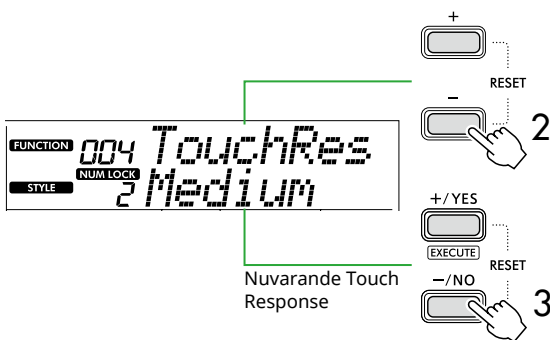 +
RESET
−
2
FUNCTION 004 TouchRes
NUM LOCK
STYLE 2 Medium
+/YES
EXECUTE
RESET
Nuvarande Touch
Response
−/NO
3